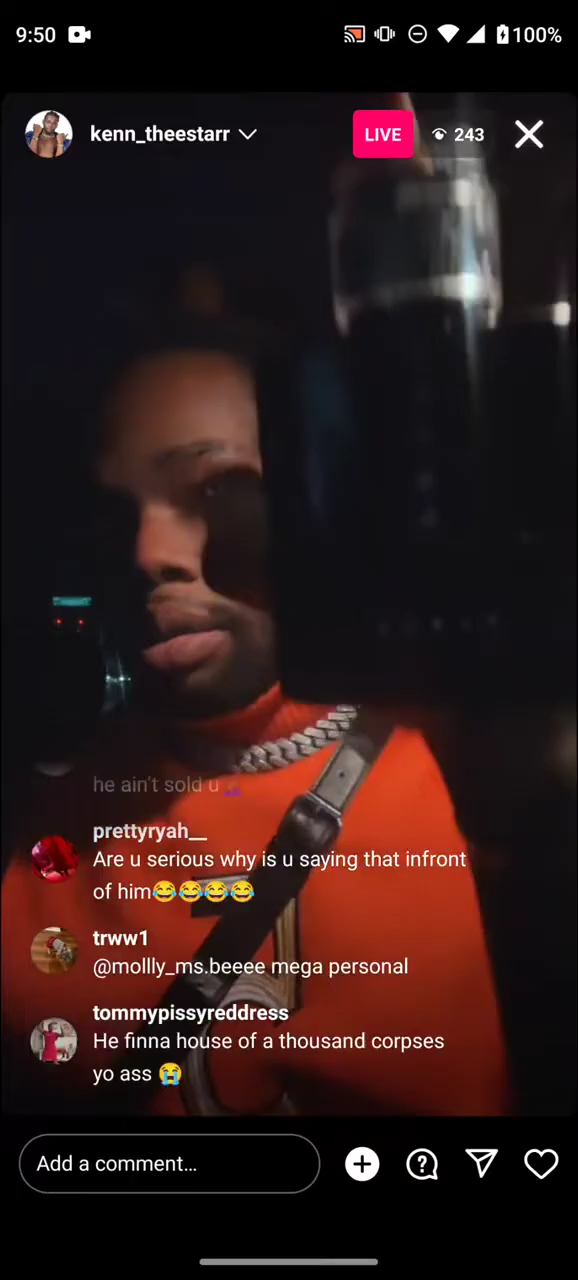 9:50
100%
kenn_theestarr
LIVE
243
he ain't sold u
prettyryah__
Are u serious why is u saying that infront
of him😂😂😂😂
trww1
@mollly_ms.beeee mega personal
tommypissyreddress
He finna house of a thousand corpses
yo ass 😭
Add a comment...